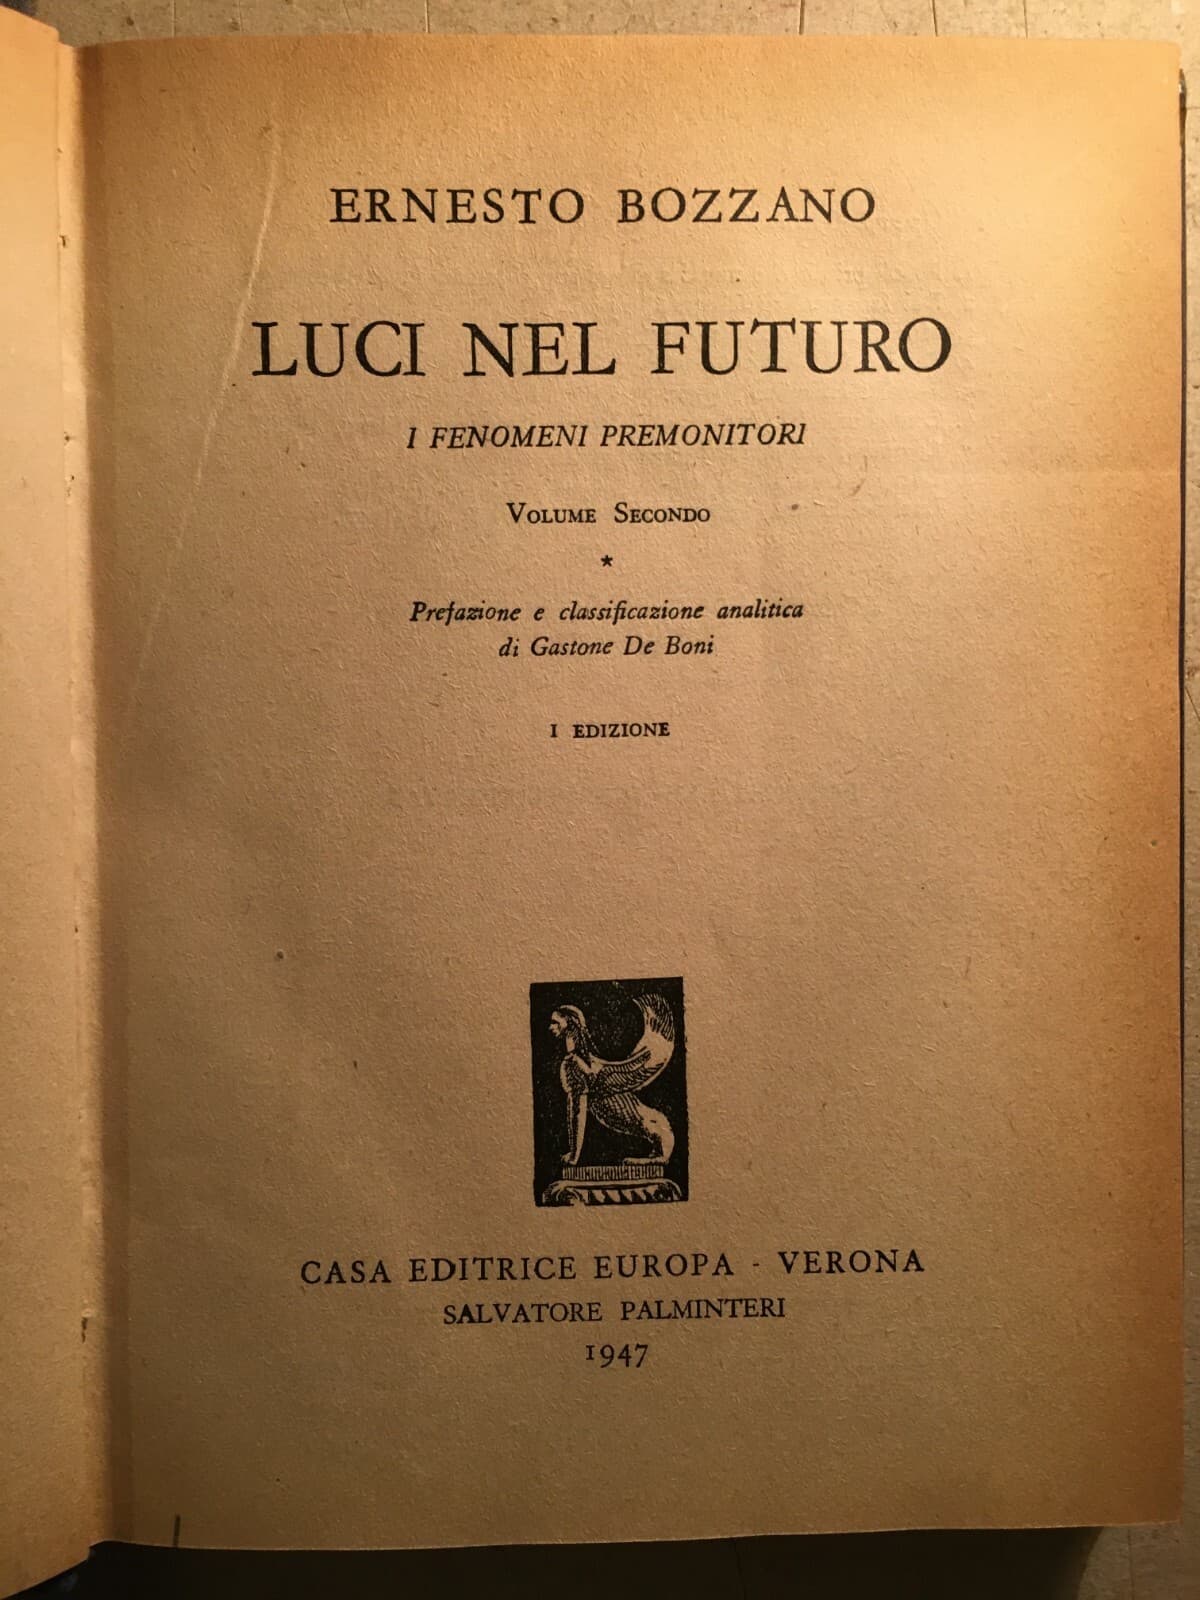 ERNESTO BOZZANO
LUCI NEL FUTURO
I FENOMENI PREMONITORI
VOLUME SECONDO
*
Prefazione e classificazione analitica
di Gastone De Boni
I EDIZIONE
CASA EDITRICE EUROPA - VERONA
SALVATORE PALMINTERI
1947